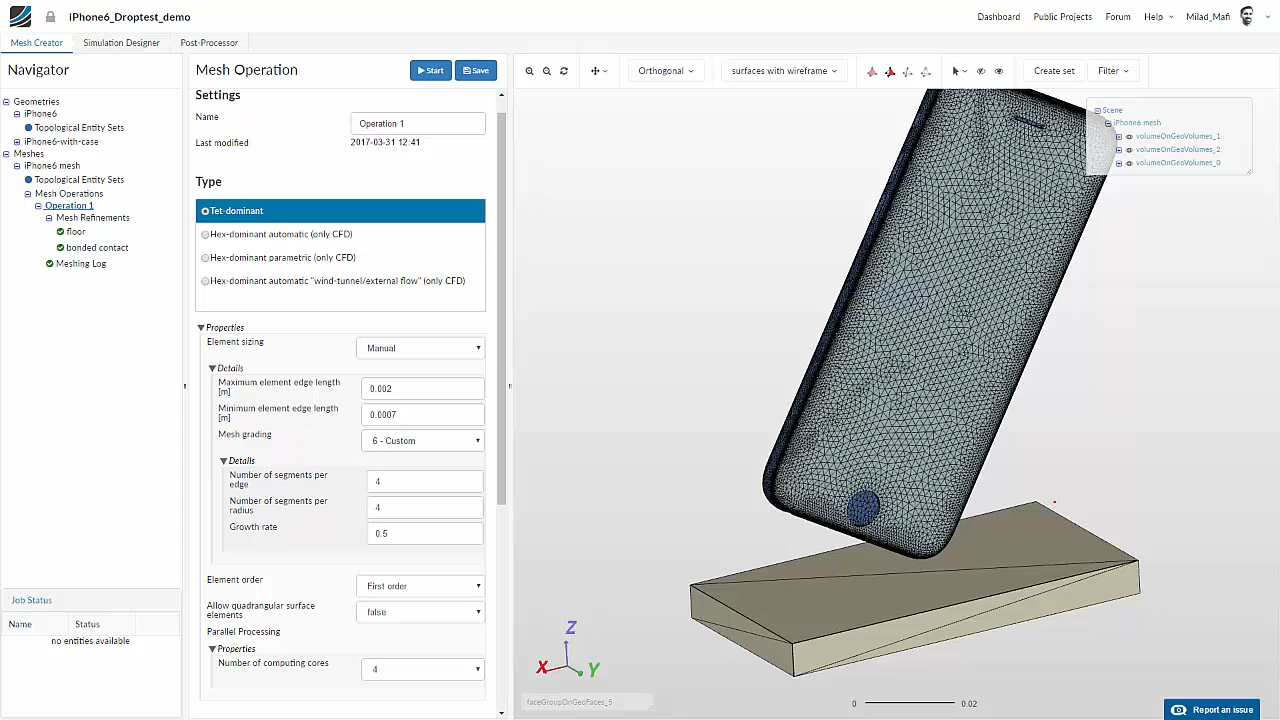 iPhone6_Droptest_demo
Dashboard Public Projects Forum Help Milad_Mafi
Mesh Creator Simulation Designer Post-Processor
Navigator
Geometries
iPhone6
Topological Entity Sets
iPhone6-with-case
Meshes
iPhone6 mesh
Topological Entity Sets
Mesh Operations
Operation 1
Mesh Refinements
floor
bonded contact
Meshing Log
Job Status
Name Status
no entities available
Mesh Operation
Start Save
Settings
Name Operation 1
Last modified 2017-03-31 12:41
Type
Tet-dominant
Hex-dominant automatic (only CFD)
Hex-dominant parametric (only CFD)
Hex-dominant automatic "wind-tunnel/external flow" (only CFD)
Properties
Element sizing Manual
Details
Maximum element edge length [m] 0.002
Minimum element edge length [m] 0.0007
Mesh grading 6 - Custom
Details
Number of segments per edge 4
Number of segments per radius 4
Growth rate 0.5
Element order First order
Allow quadrangular surface elements false
Parallel Processing
Properties
Number of computing cores 4
Orthogonal surfaces with wireframe Create set Filter
Scene
iPhone6 mesh
volumeOnGeoVolumes_1
volumeOnGeoVolumes_2
volumeOnGeoVolumes_0
Z
X
Y
faceGroupOnGeoFaces_5
0 0.02
Report an issue